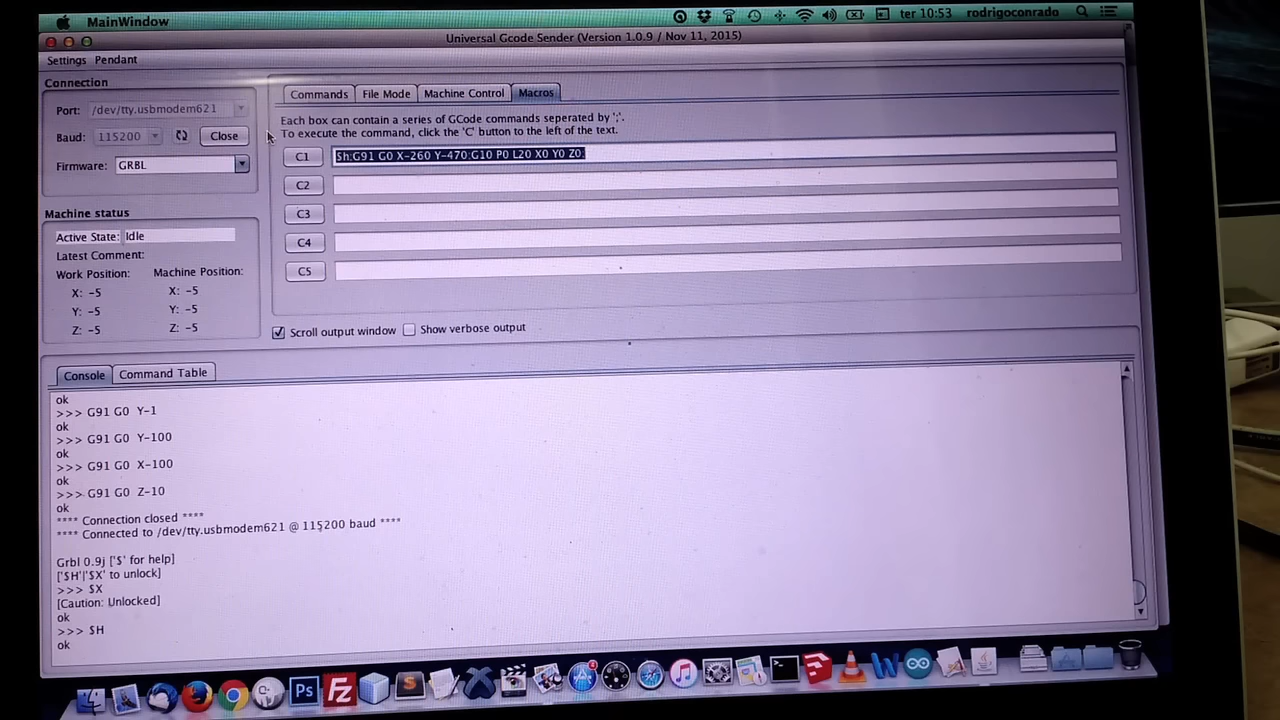 MainWindow
ter 10:53 rodrigoconrado
Universal Gcode Sender (Version 1.0.9 / Nov 11, 2015)
Settings Pendant
Connection
Port: /dev/tty.usbmodem621
Baud: 115200 Close
Firmware: GRBL
Machine status
Active State: Idle
Latest Comment:
Work Position: Machine Position:
X: -5 X: -5
Y: -5 Y: -5
Z: -5 Z: -5
Commands File Mode Machine Control Macros
Each box can contain a series of GCode commands seperated by ';'.
To execute the command, click the 'C' button to the left of the text.
C1 $h;G91 G0 X-260 Y-470;G10 P0 L20 X0 Y0 Z0;
C2
C3
C4
C5
Scroll output window Show verbose output
Console Command Table
ok
>>> G91 G0 Y-1
ok
>>> G91 G0 Y-100
ok
>>> G91 G0 X-100
ok
>>> G91 G0 Z-10
ok
**** Connection closed ****
**** Connected to /dev/tty.usbmodem621 @ 115200 baud ****
Grbl 0.9j ['$' for help]
['$H'|'$X' to unlock]
>>> $X
[Caution: Unlocked]
ok
>>> $H
ok
Ps
Fz